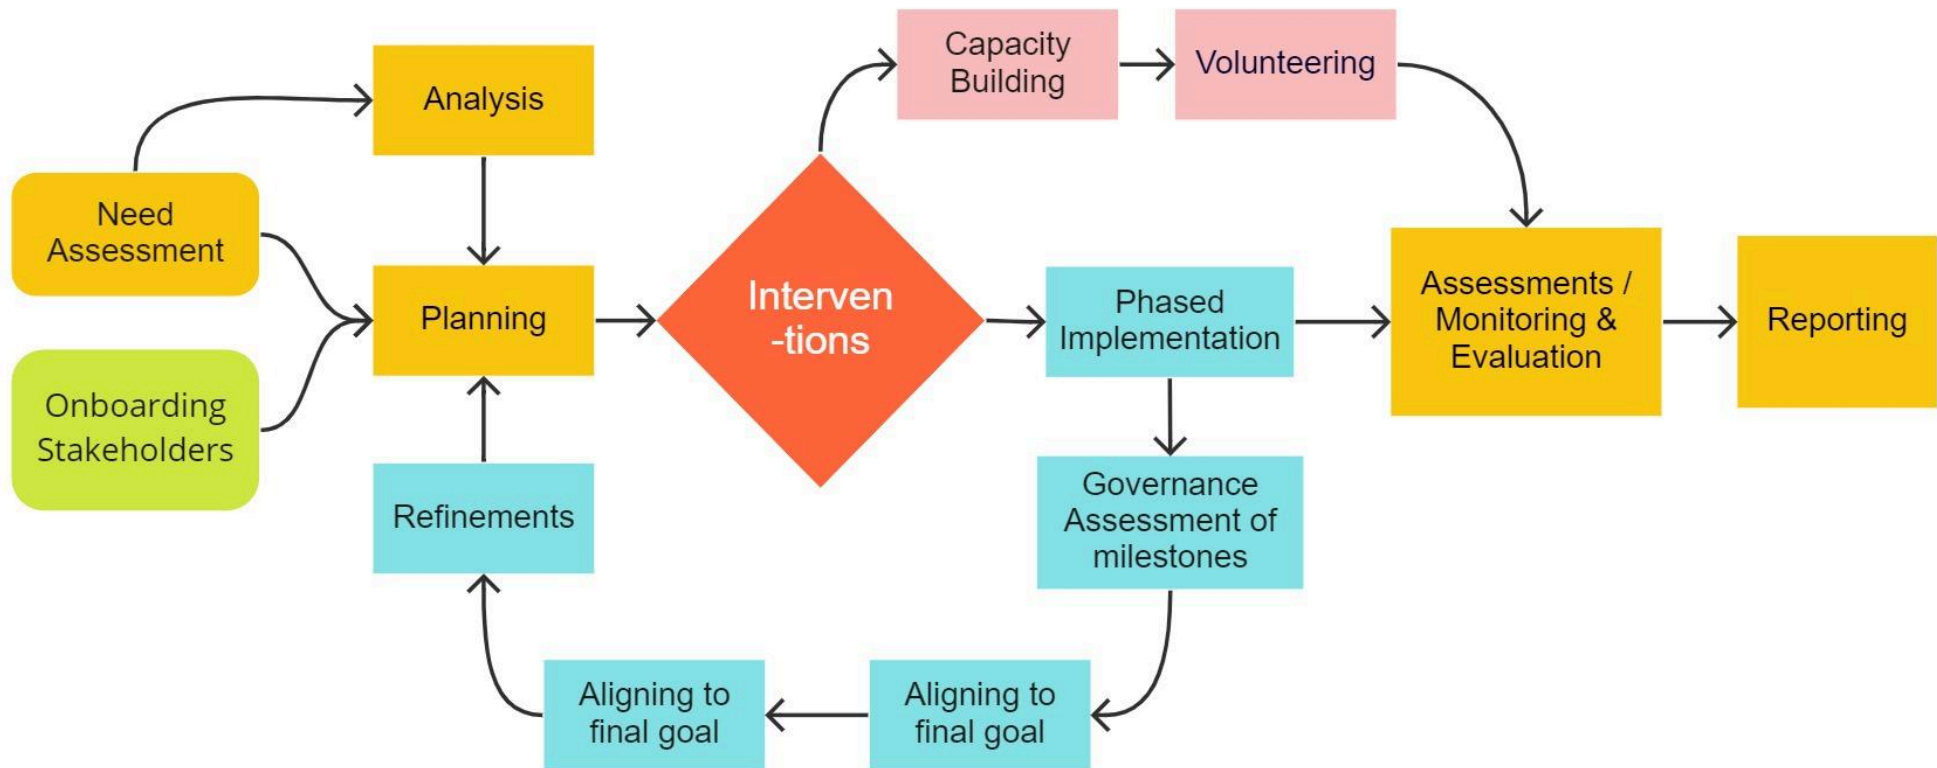 Capacity
Building
Volunteering
Analysis
Need
Assessment
Planning
Interven
-tions
Phased
Implementation
Assessments /
Monitoring &
Evaluation
Reporting
Onboarding
Stakeholders
Refinements
Governance
Assessment of
milestones
Aligning to
final goal
Aligning to
final goal